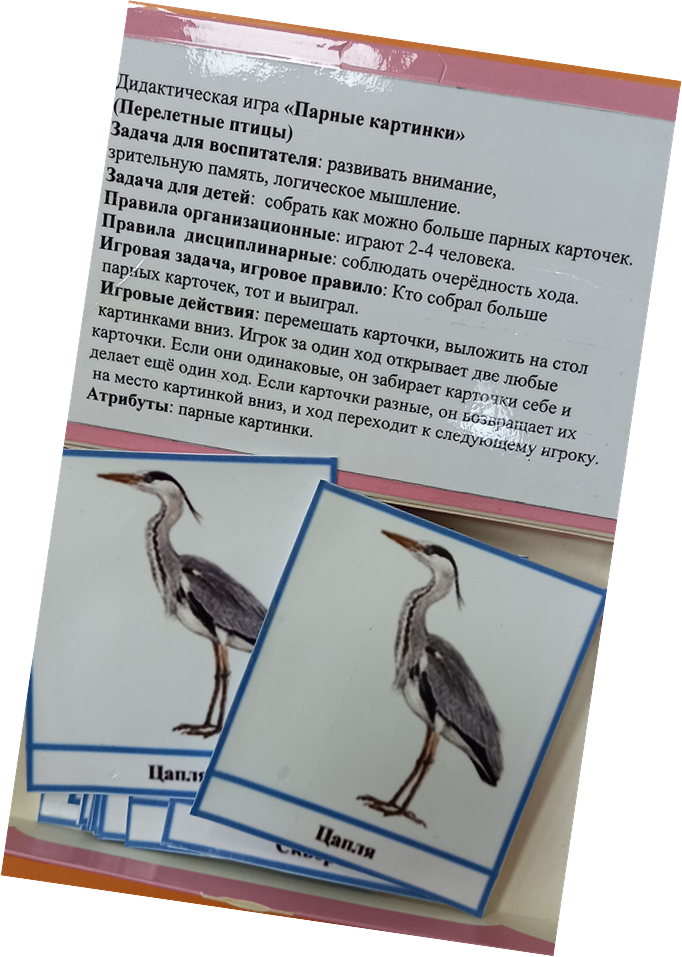 Дидактическая игра «Парные картинки»
(Перелетные птицы)
Задача для воспитателя: развивать внимание,
зрительную память, логическое мышление.
Задача для детей: собрать как можно больше парных карточек.
Правила организационные: играют 2-4 человека.
Правила дисциплинарные: соблюдать очерёдность хода.
Игровая задача, игровое правило: Кто собрал больше
парных карточек, тот и выиграл.
Игровые действия: перемешать карточки, выложить на стол
картинками вниз. Игрок за один ход открывает две любые
карточки. Если они одинаковые, он забирает карточки себе и
делает ещё один ход. Если карточки разные, он возвращает их
на место картинкой вниз, и ход переходит к следующему игроку.
Атрибуты: парные картинки.
Цапля
Цапля